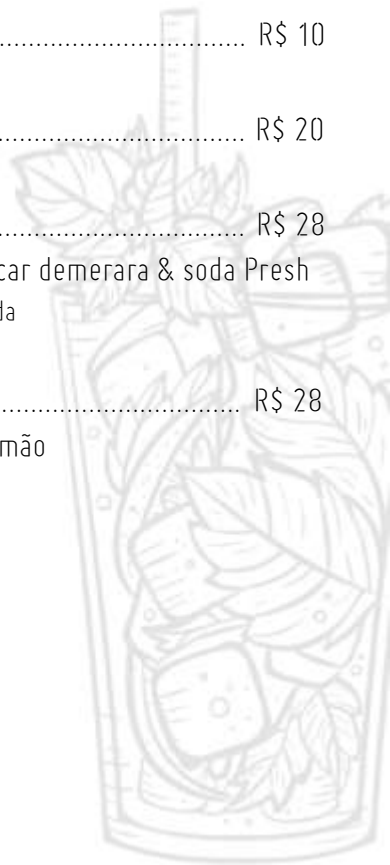 R$ 10
R$ 20
R$ 28
car demerara & soda Presh
da
R$ 28
mão